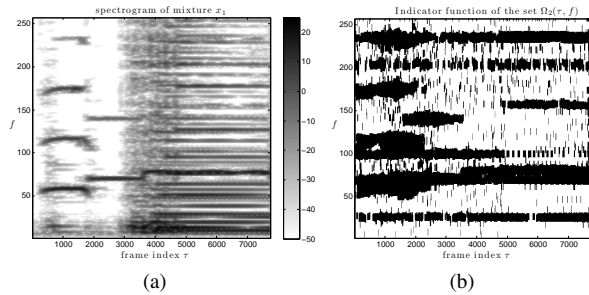 spectrogram of mixture x₁
250
200
150
f
100
50
1000 2000 3000 4000 5000 6000 7000
frame index τ
20
10
0
-10
-20
-30
-40
-50
(a)
Indicator function of the set Ω₂(τ, f)
250
200
150
f
100
50
1000 2000 3000 4000 5000 6000 7000
frame index τ
(b)